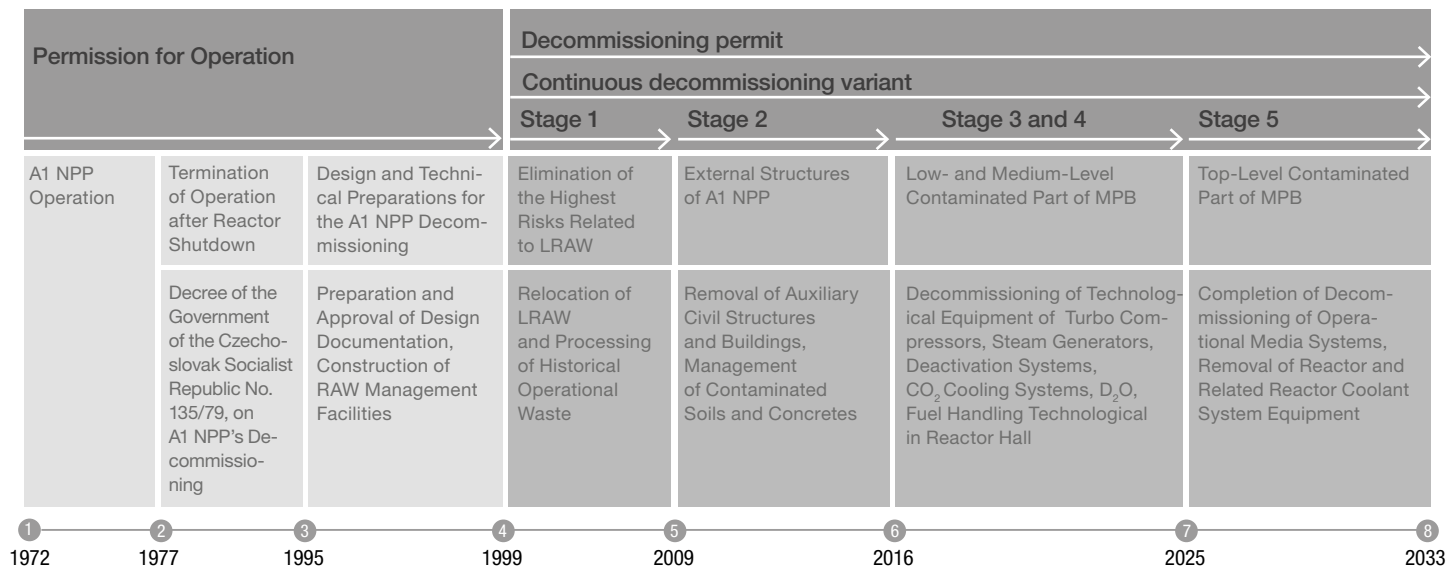 Permission for Operation
Decommissioning permit
Continuous decommissioning variant
Stage 1
Stage 2
Stage 3 and 4
Stage 5
A1 NPP
Operation
Termination
of Operation
after Reactor
Shutdown
Design and Techni-
cal Preparations for
the A1 NPP Decom-
missioning
Elimination of
the Highest
Risks Related
to LRAW
External Structures
of A1 NPP
Low- and Medium-Level
Contaminated Part of MPB
Top-Level Contaminated
Part of MPB
Decree of the
Government
of the Czecho-
slovak Socialist
Republic No.
135/79, on
A1 NPP's De-
commissio-
ning
Preparation and
Approval of Design
Documentation,
Construction of
RAW Management
Facilities
Relocation of
LRAW
and Processing
of Historical
Operational
Waste
Removal of Auxiliary
Civil Structures
and Buildings,
Management
of Contaminated
Soils and Concretes
Decommissioning of Technolog-
ical Equipment of Turbo Com-
pressors, Steam Generators,
Deactivation Systems,
CO₂ Cooling Systems, D₂O,
Fuel Handling Technological
in Reactor Hall
Completion of Decom-
missioning of Opera-
tional Media Systems,
Removal of Reactor and
Related Reactor Coolant
System Equipment
1 2 3 4 5 6 7 8
1972 1977 1995 1999 2009 2016 2025 2033